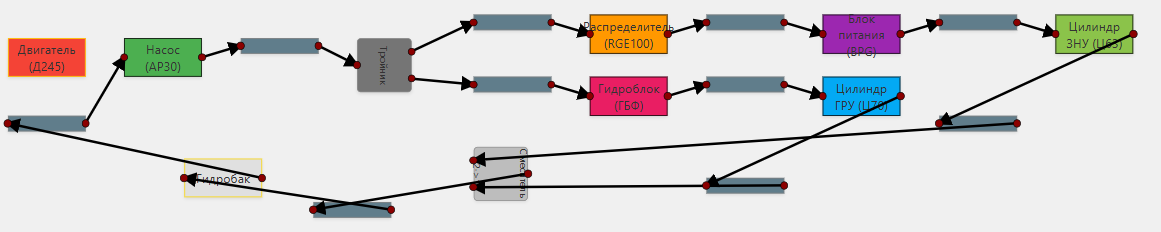 Двигатель
(Д245)
Насос
(АР30)
Тройник
Распределитель
(RGE100)
Блок
питания
(BPG)
Цилиндр
ЗНУ (Ц63)
Гидроблок
(ГБФ)
Цилиндр
ГРУ (Ц70)
Гидробак
Смеситель